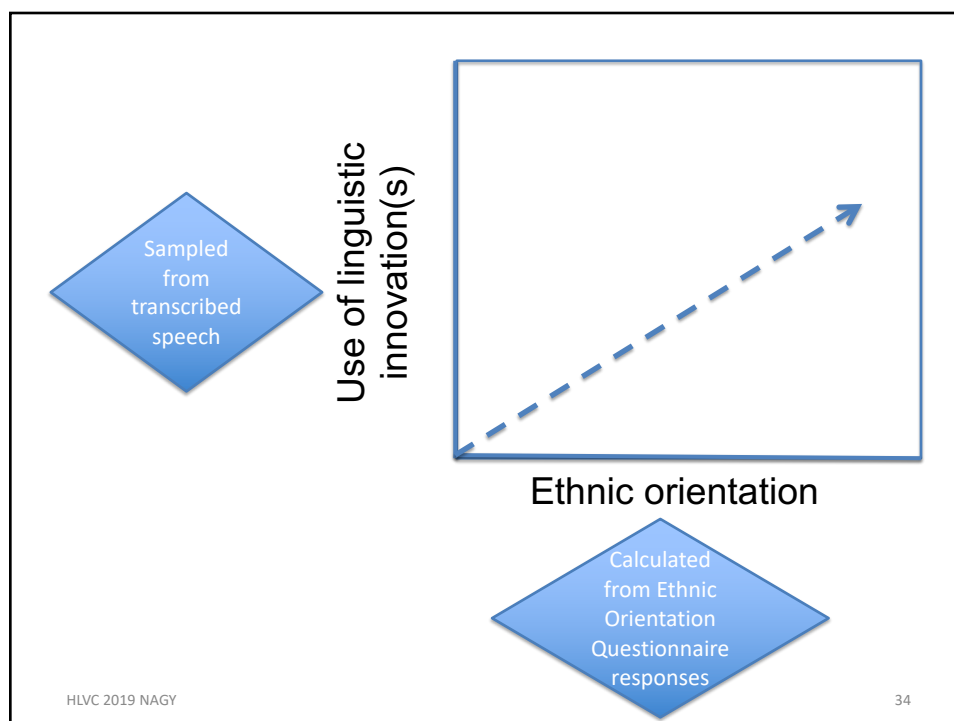 Sampled
from
transcribed
speech
Use of linguistic
innovation(s)
Ethnic orientation
Calculated
from Ethnic
Orientation
Questionnaire
responses
HLVC 2019 NAGY
34